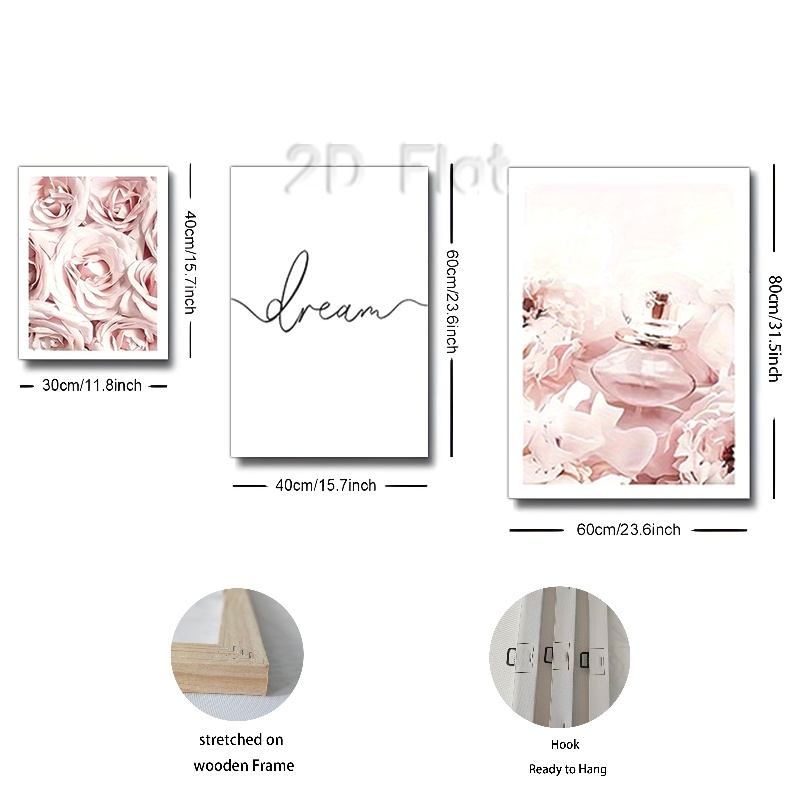 2D Flat
dream
40cm/15.7inch
30cm/11.8inch
60cm/23.6inch
40cm/15.7inch
80cm/31.5inch
60cm/23.6inch
stretched on
wooden Frame
Hook
Ready to Hang